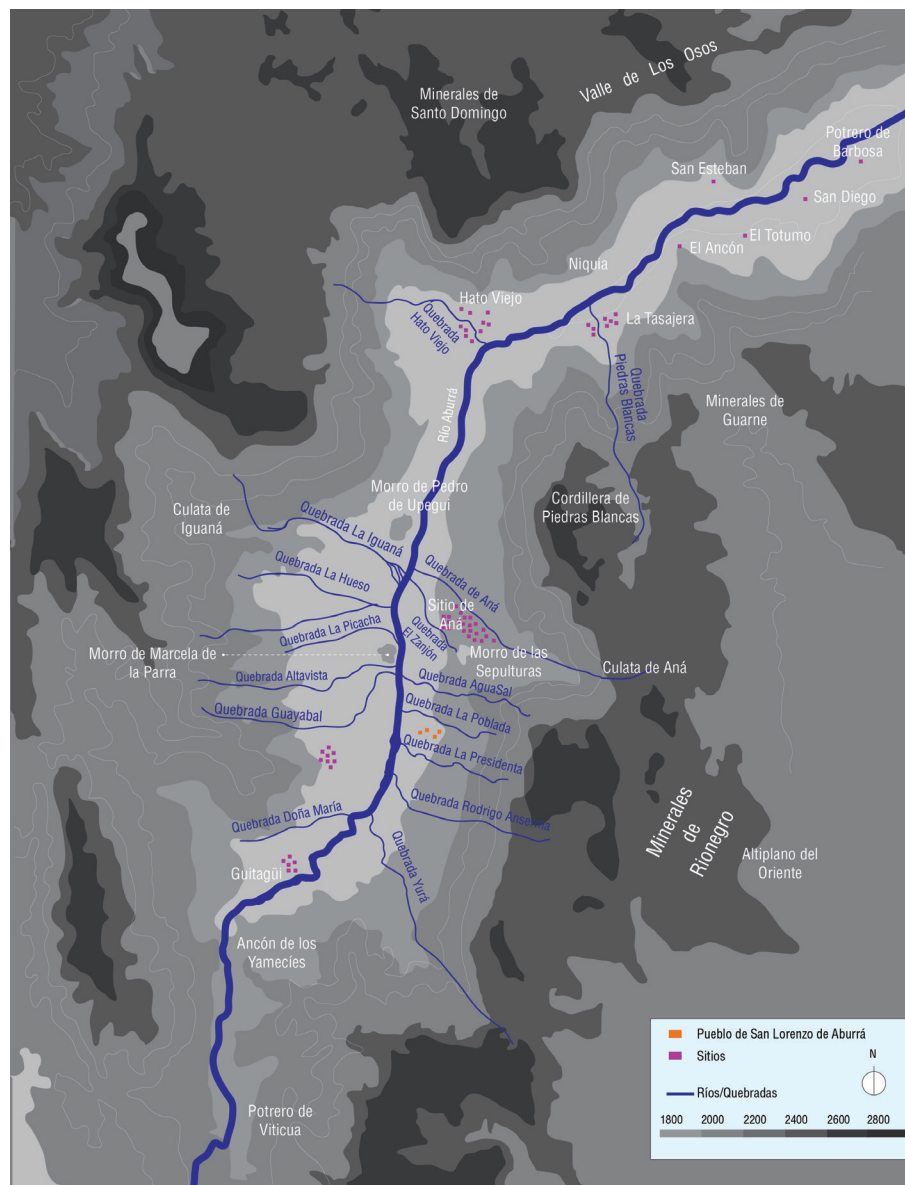 Valle de Los Osos
Minerales de
Santo Domingo
Potrero de
Barbosa
San Esteban
San Diego
El Totumo
El Ancón
Niquía
Hato Viejo
Quebrada
Hato Viejo
La Tasajera
Quebrada
Piedras Blancas
Minerales de
Guarne
Río Aburrá
Morro de Pedro
de Upegui
Cordillera de
Piedras Blancas
Culata de
Iguaná
Quebrada La Iguaná
Quebrada La Hueso
Quebrada de Aná
Sitio de
Aná
Quebrada
El Zanjón
Quebrada La Picacha
Morro de las
Sepulturas
Morro de Marcela de
la Parra
Culata de Aná
Quebrada Altavista
Quebrada AguaSal
Quebrada Guayabal
Quebrada La Poblada
Quebrada La Presidenta
Quebrada Doña María
Quebrada Rodrigo Anserma
Minerales
de
Rionegro
Altiplano del
Oriente
Guitagüi
Quebrada Yurá
Ancón de los
Yamecíes
Potrero de
Viticua
Pueblo de San Lorenzo de Aburrá
Sitios
N
Ríos/Quebradas
1800 2000 2200 2400 2600 2800